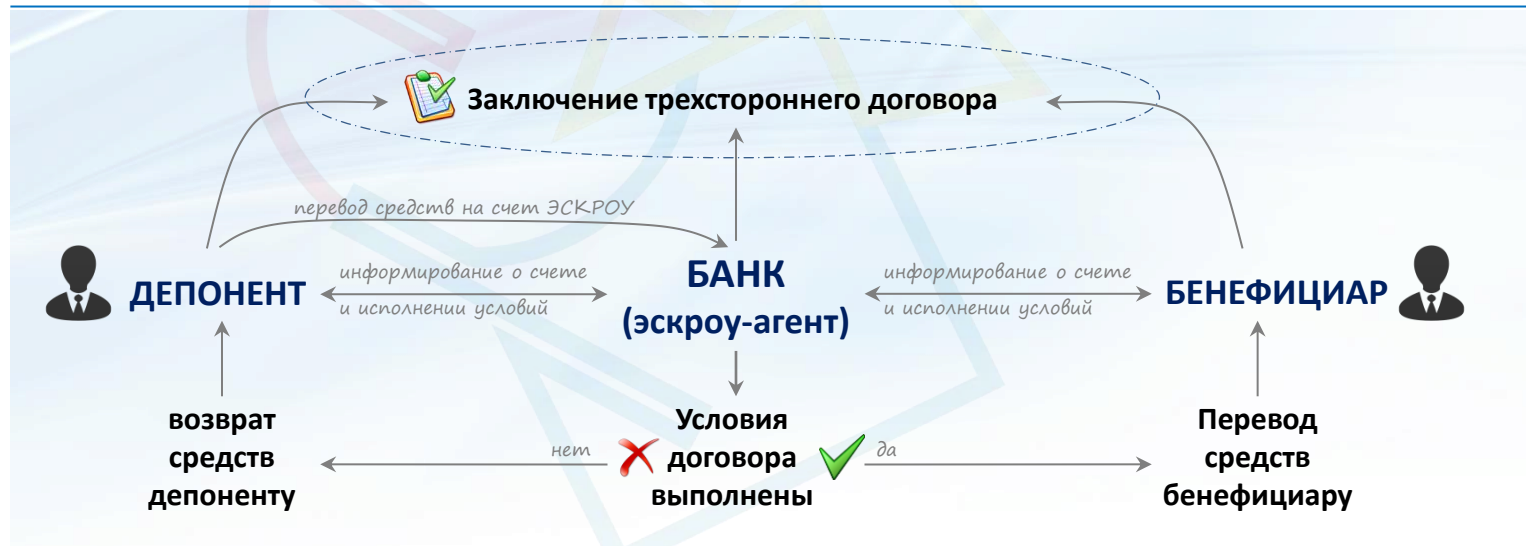 Заключение трехстороннего договора
перевод средств на счет ЭСКРОУ
ДЕПОНЕНТ
информирование о счете
и исполнении условий
БАНК
(эскроу-агент)
информирование о счете
и исполнении условий
БЕНЕФИЦИАР
возврат
средств
депоненту
нет
Условия
договора
выполнены
да
Перевод
средств
бенефициару